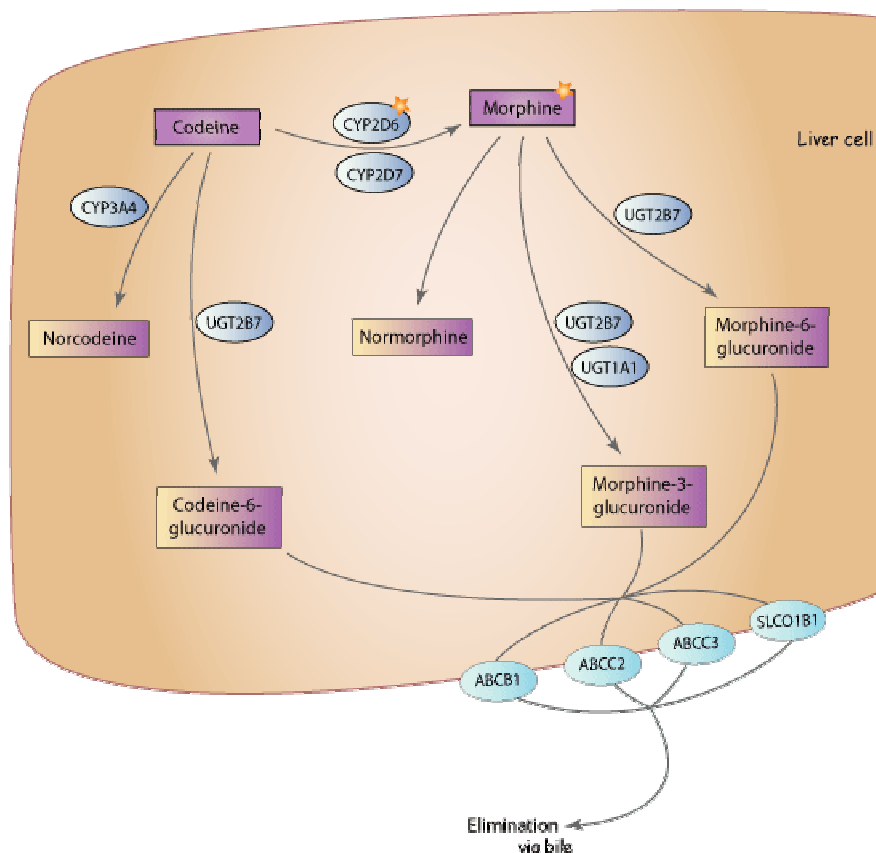 Codeine
CYP2D6
CYP2D7
Morphine
Liver cell
CYP3A4
UGT2B7
Norcodeine
UGT2B7
Normorphine
UGT2B7
UGT1A1
Morphine-6-
glucuronide
Codeine-6-
glucuronide
Morphine-3-
glucuronide
ABCB1
ABCC2
ABCC3
SLCO1B1
Elimination
via bile